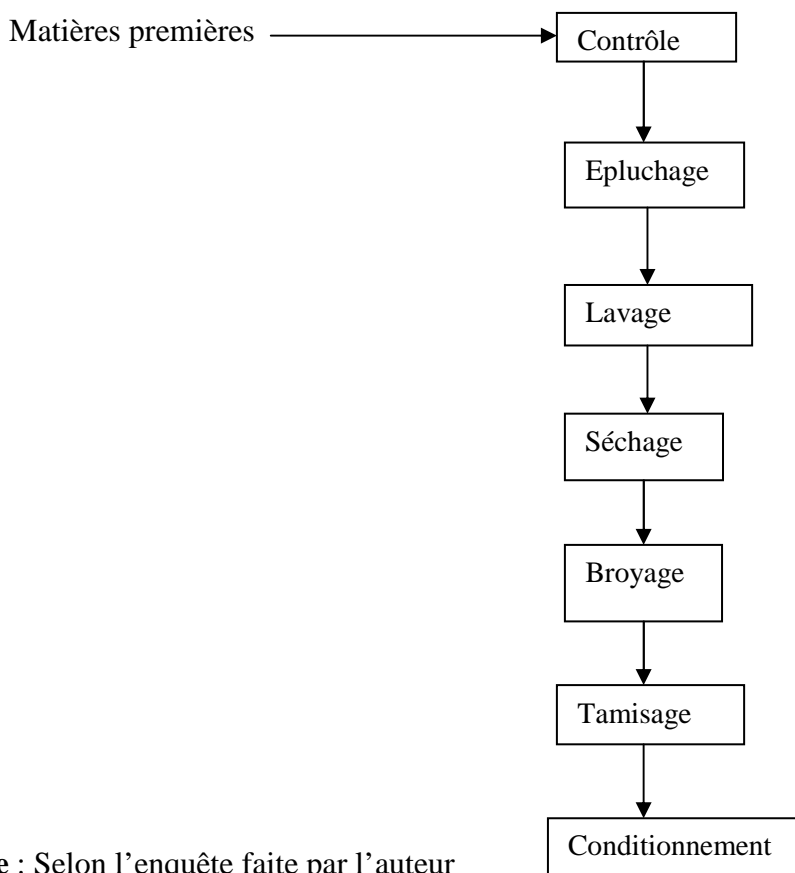 Matières premières
Contrôle
Epluchage
Lavage
Séchage
Broyage
Tamisage
Conditionnement
e : Selon l’enquête faite par l’auteur